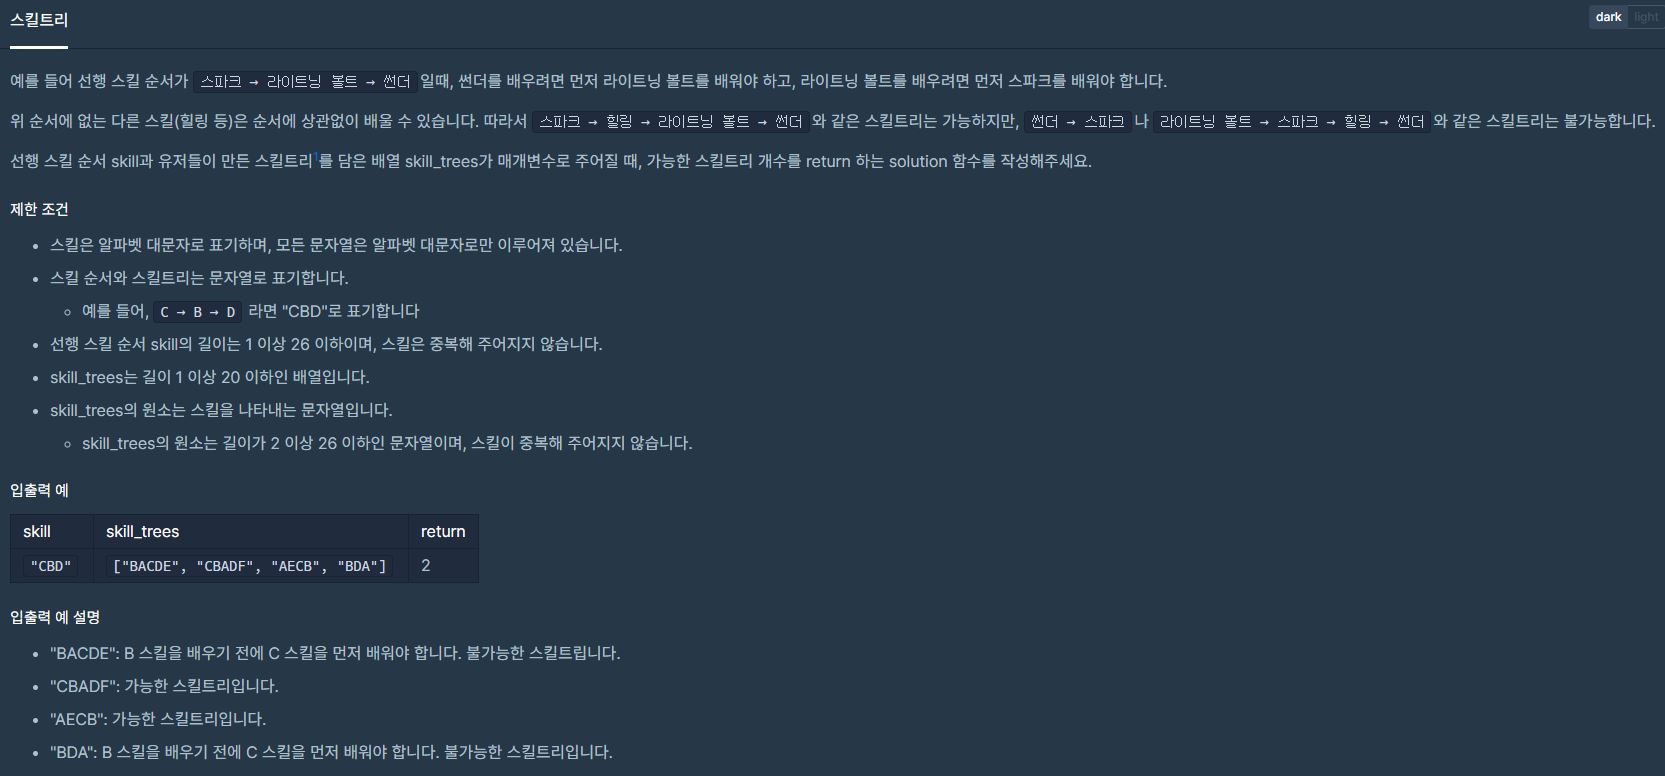 스킬트리
dark light
예를 들어 선행 스킬 순서가 스파크 → 라이트닝 볼트 → 썬더 일때, 썬더를 배우려면 먼저 라이트닝 볼트를 배워야 하고, 라이트닝 볼트를 배우려면 먼저 스파크를 배워야 합니다.
위 순서에 없는 다른 스킬(힐링 등)은 순서에 상관없이 배울 수 있습니다. 따라서 스파크 → 힐링 → 라이트닝 볼트 → 썬더 와 같은 스킬트리는 가능하지만, 썬더 → 스파크 나 라이트닝 볼트 → 스파크 → 힐링 → 썬더 와 같은 스킬트리는 불가능합니다.
선행 스킬 순서 skill과 유저들이 만든 스킬트리1를 담은 배열 skill_trees가 매개변수로 주어질 때, 가능한 스킬트리 개수를 return 하는 solution 함수를 작성해주세요.
제한 조건
• 스킬은 알파벳 대문자로 표기하며, 모든 문자열은 알파벳 대문자로만 이루어져 있습니다.
• 스킬 순서와 스킬트리는 문자열로 표기합니다.
◦ 예를 들어, C → B → D 라면 "CBD"로 표기합니다
• 선행 스킬 순서 skill의 길이는 1 이상 26 이하이며, 스킬은 중복해 주어지지 않습니다.
• skill_trees는 길이 1 이상 20 이하인 배열입니다.
• skill_trees의 원소는 스킬을 나타내는 문자열입니다.
◦ skill_trees의 원소는 길이가 2 이상 26 이하인 문자열이며, 스킬이 중복해 주어지지 않습니다.
입출력 예
skill skill_trees return
"CBD" ["BACDE", "CBADF", "AECB", "BDA"] 2
입출력 예 설명
• "BACDE": B 스킬을 배우기 전에 C 스킬을 먼저 배워야 합니다. 불가능한 스킬트립니다.
• "CBADF": 가능한 스킬트리입니다.
• "AECB": 가능한 스킬트리입니다.
• "BDA": B 스킬을 배우기 전에 C 스킬을 먼저 배워야 합니다. 불가능한 스킬트리입니다.